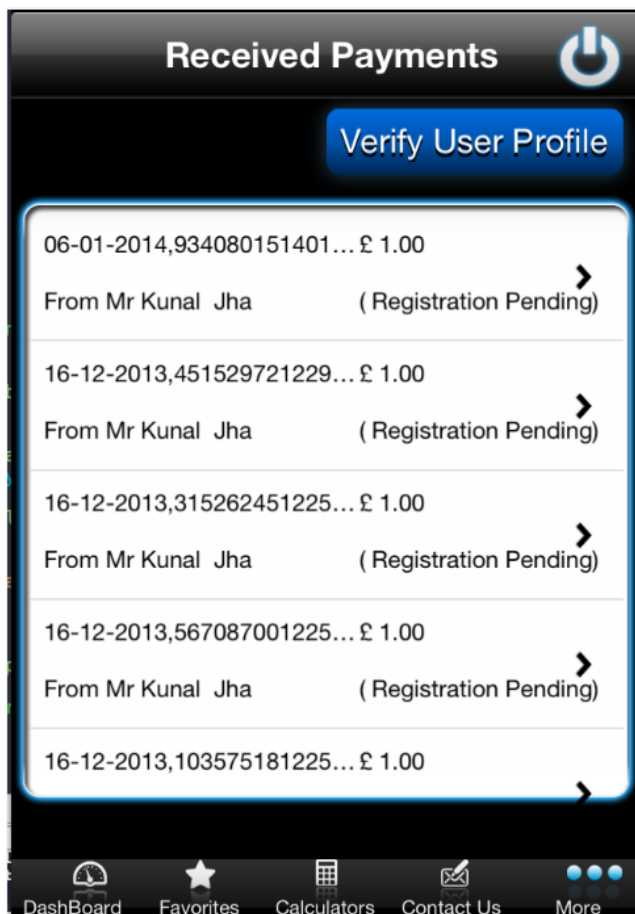 Received Payments
Verify User Profile
06-01-2014,934080151401... £ 1.00
From Mr Kunal  Jha ( Registration Pending)
16-12-2013,451529721229... £ 1.00
From Mr Kunal  Jha ( Registration Pending)
16-12-2013,315262451225... £ 1.00
From Mr Kunal  Jha ( Registration Pending)
16-12-2013,567087001225... £ 1.00
From Mr Kunal  Jha ( Registration Pending)
16-12-2013,103575181225... £ 1.00
DashBoard Favorites Calculators Contact Us More